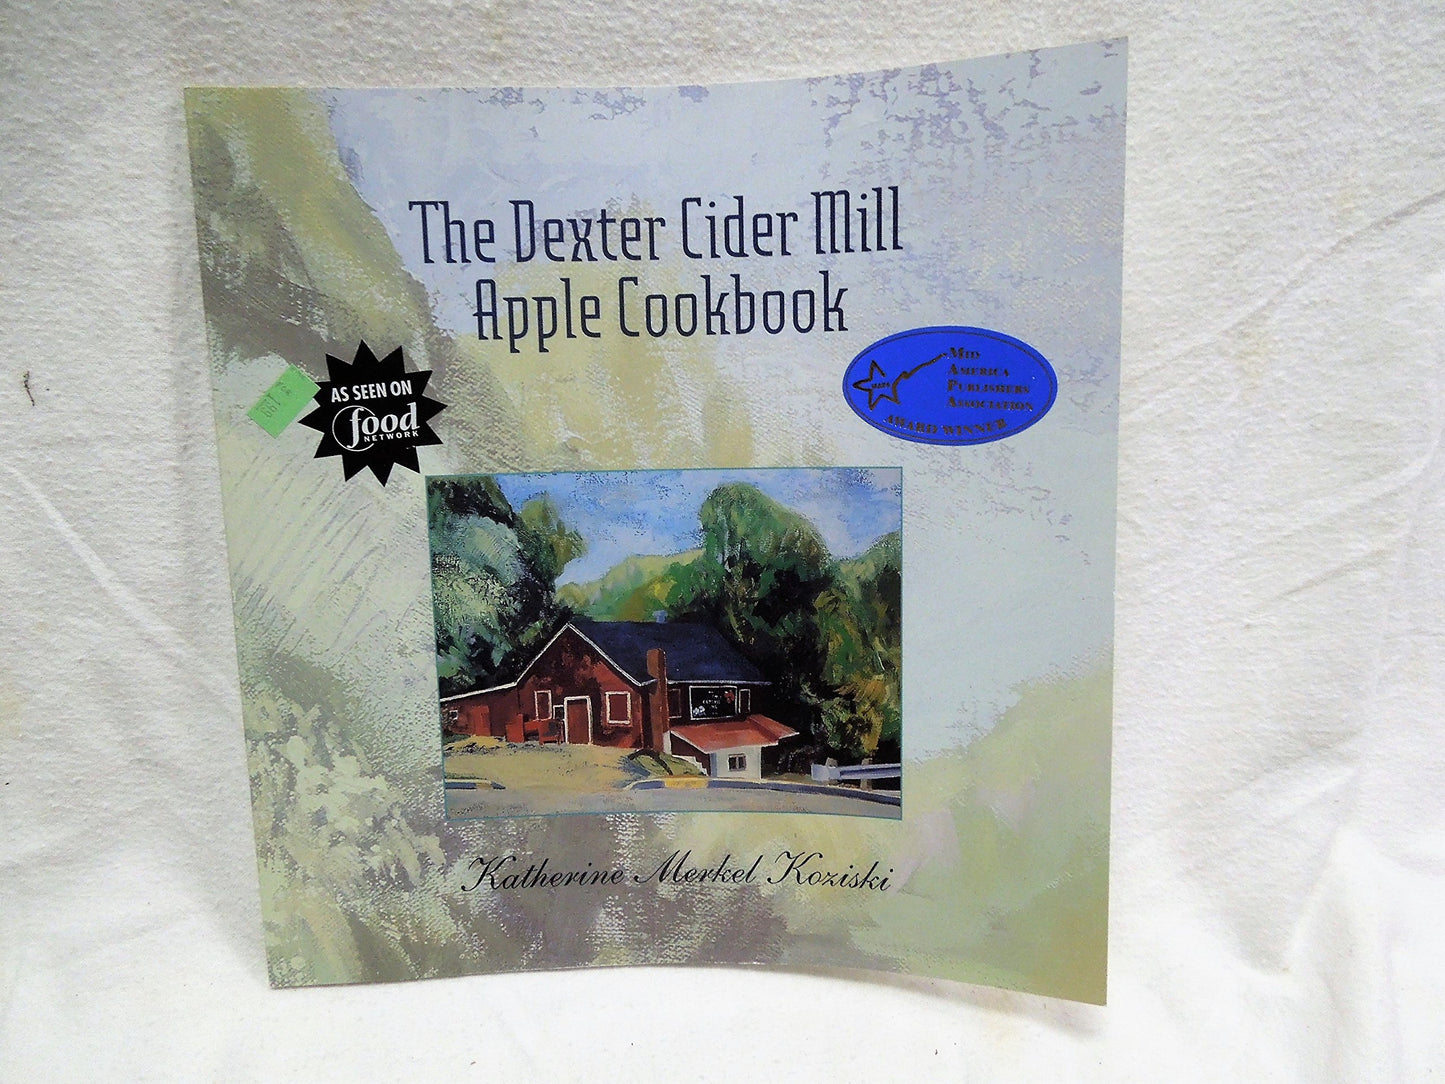 The Dexter Cider Mill
Apple Cookbook
AS SEEN ON
food
NETWORK
MID
AMERICA
PUBLISHERS
ASSOCIATION
AWARD WINNER
Katherine Merkel Koziski